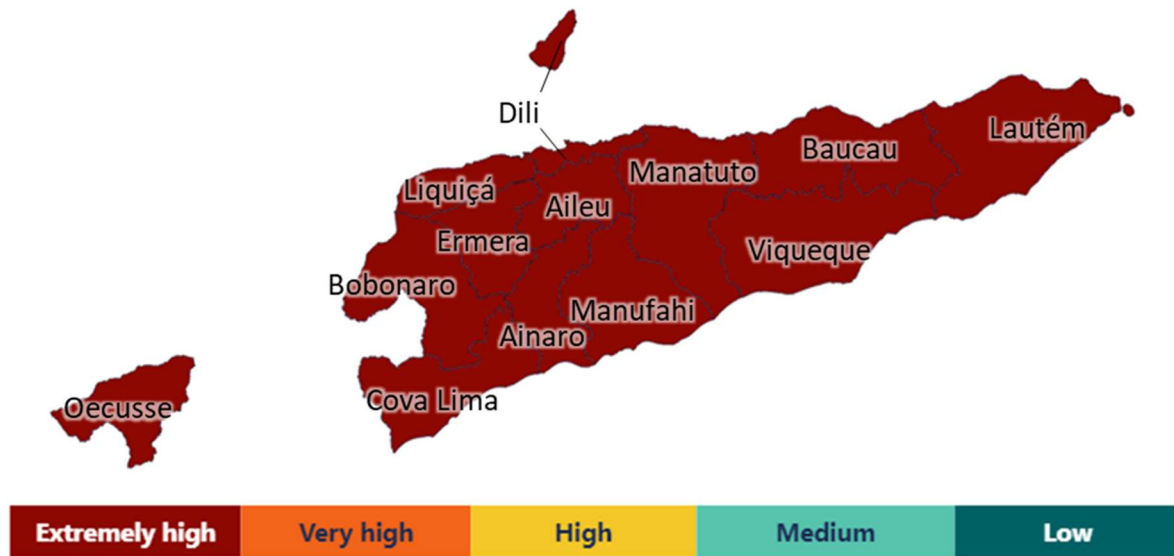 Dili
Lautém
Baucau
Manatuto
Liquiçá
Aileu
Ermera
Viqueque
Bobonaro
Manufahi
Ainaro
Cova Lima
Oecusse
Extremely high
Very high
High
Medium
Low